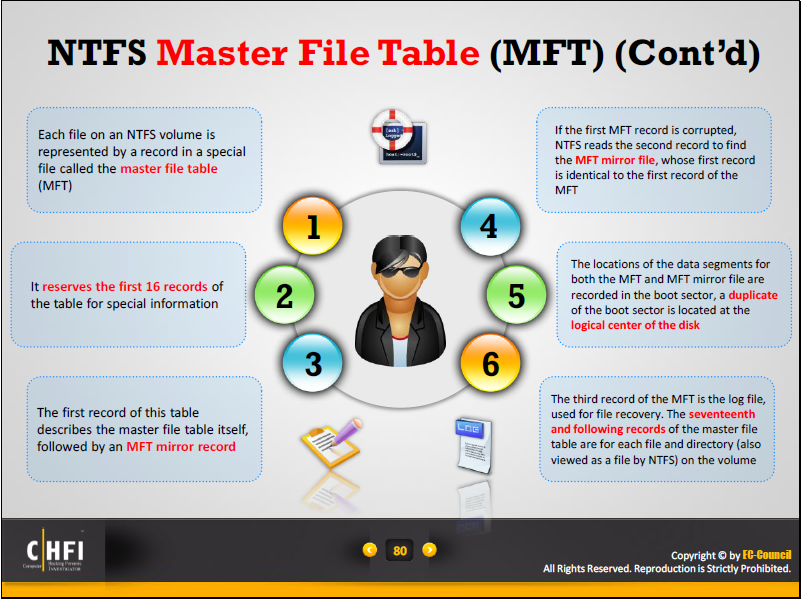 NTFS Master File Table (MFT) (Cont’d)
Each file on an NTFS volume is
represented by a record in a special
file called the master file table
(MFT)
It reserves the first 16 records of
the table for special information
The first record of this table
describes the master file table itself,
followed by an MFT mirror record
1
2
3
4
5
6
If the first MFT record is corrupted,
NTFS reads the second record to find
the MFT mirror file, whose first record
is identical to the first record of the
MFT
The locations of the data segments for
both the MFT and MFT mirror file are
recorded in the boot sector, a duplicate
of the boot sector is located at the
logical center of the disk
The third record of the MFT is the log file,
used for file recovery. The seventeenth
and following records of the master file
table are for each file and directory (also
viewed as a file by NTFS) on the volume
LOG
CHFI
Computer Hacking Forensic
INVESTIGATOR
80
Copyright © by EC-Council
All Rights Reserved. Reproduction is Strictly Prohibited.